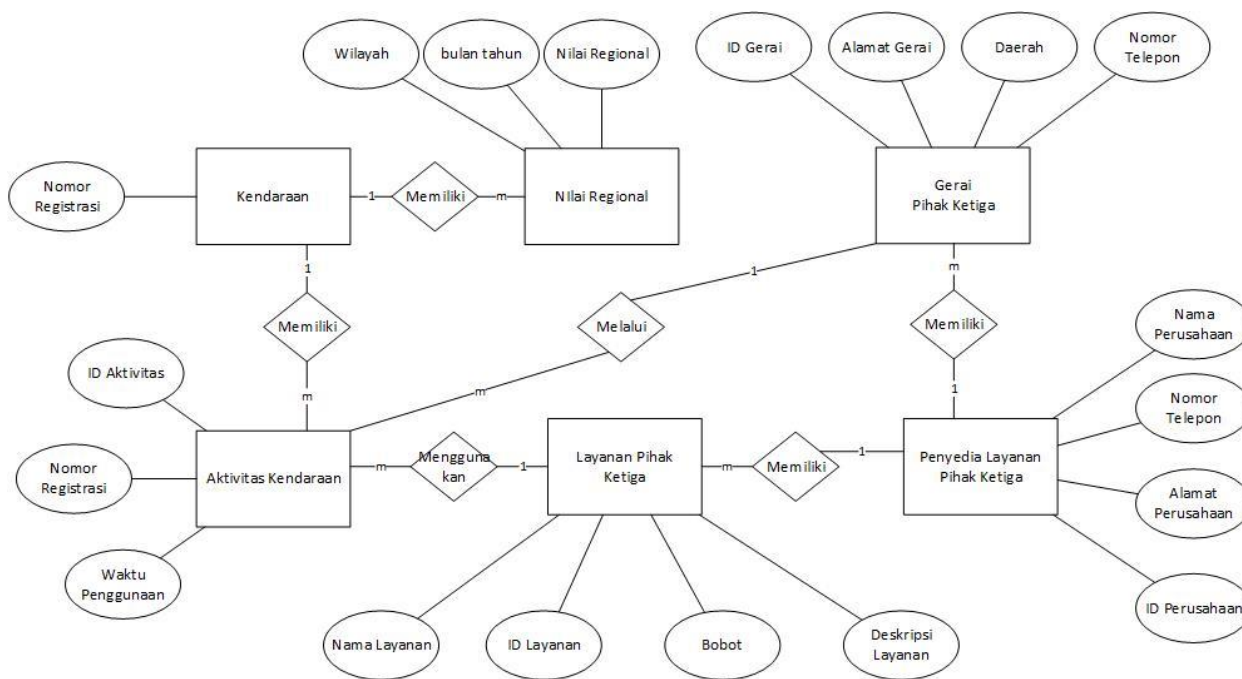 Wilayah
bulan tahun
Nilai Regional
ID Gerai
Alamat Gerai
Daerah
Nomor
Telepon
Nomor
Registrasi
Kendaraan
1
Memiliki
m
NIlai Regional
Gerai
Pihak Ketiga
1
Memiliki
m
1
Melalui
m
m
Memiliki
1
Nama
Perusahaan
Nomor
Telepon
Alamat
Perusahaan
ID Perusahaan
ID Aktivitas
Nomor
Registrasi
Waktu
Penggunaan
Aktivitas Kendaraan
m
Mengguna
kan
1
Layanan Pihak
Ketiga
m
Memiliki
1
Penyedia Layanan
Pihak Ketiga
Nama Layanan
ID Layanan
Bobot
Deskripsi
Layanan